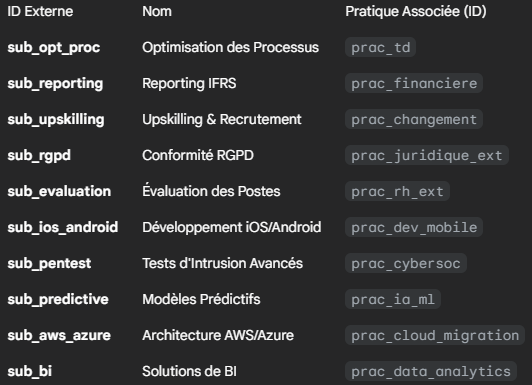 ID Externe Nom Pratique Associée (ID)
sub_opt_proc Optimisation des Processus prac_td
sub_reporting Reporting IFRS prac_financiere
sub_upskilling Upskilling & Recrutement prac_changement
sub_rgpd Conformité RGPD prac_juridique_ext
sub_evaluation Évaluation des Postes prac_rh_ext
sub_ios_android Développement iOS/Android prac_dev_mobile
sub_pentest Tests d'Intrusion Avancés prac_cybersoc
sub_predictive Modèles Prédictifs prac_ia_ml
sub_aws_azure Architecture AWS/Azure prac_cloud_migration
sub_bi Solutions de BI prac_data_analytics